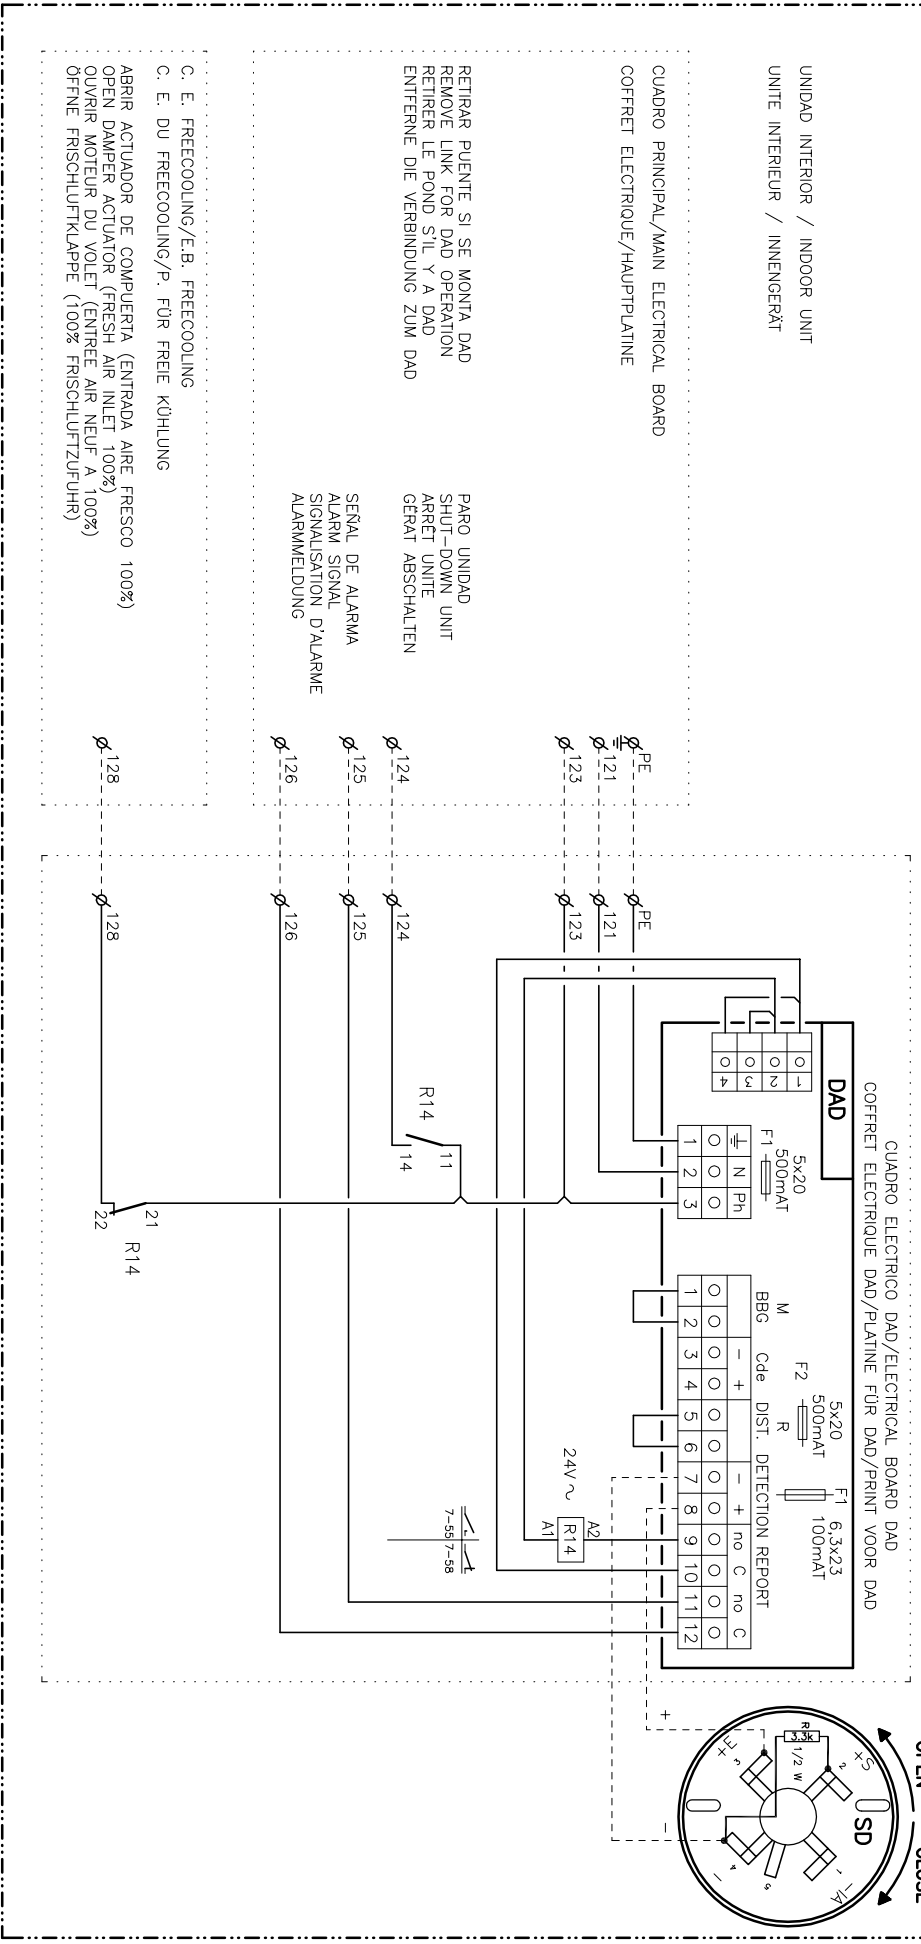 UNIDAD INTERIOR / INDOOR UNIT
UNITE INTERIEUR / INNENGERÄT
CUADRO PRINCIPAL/MAIN ELECTRICAL BOARD
COFFRET ELECTRIQUE/HAUPTPLATINE
RETIRAR PUENTE SI SE MONTA DAD
REMOVE LINK FOR DAD OPERATION
RETIRER LE POND S'IL Y A DAD
ENTFERNE DIE VERBINDUNG ZUM DAD
PARO UNIDAD
SHUT-DOWN UNIT
ARRÊT UNITE
GERÄT ABSCHALTEN
SEÑAL DE ALARMA
ALARM SIGNAL
SIGNALISATION D'ALARME
ALARMMELDUNG
C. E. FREECOOLING/E.B. FREECOOLING
C. E. DU FREECOOLING/P. FÜR FREIE KÜHLUNG
ABRIR ACTUADOR DE COMPUERTA (ENTRADA AIRE FRESCO 100%)
OPEN DAMPER ACTUATOR (FRESH AIR INLET 100%)
OUVRIR MOTEUR DU VOLET (ENTREE AIR NEUF A 100%)
ÖFFNE FRISCHLUFTKLAPPE (100% FRISCHLUFTZUFUHR)
PE
121
123
124
125
126
128
PE
121
123
124
125
126
128
CUADRO ELECTRICO DAD/ELECTRICAL BOARD DAD
COFFRET ELECTRIQUE DAD/PLATINE FÜR DAD/PRINT VOOR DAD
DAD
1 2 3 4
5x20
500mAT
F1
N Ph
1 2 3
5x20
500mAT
F2
F1
6,3x23
100mAT
M
R
BBG Cde DIST. DETECTION REPORT
- + - + no C no C
1 2 3 4 5 6 7 8 9 10 11 12
R14
11
14
21
22
R14
24V ~
A2
R14
A1
7-55 7-58
OPEN CLOSE
SD
+S
2
R
3.3k
1/2 W
+E
3
-IA
1
4
5
-
+
-